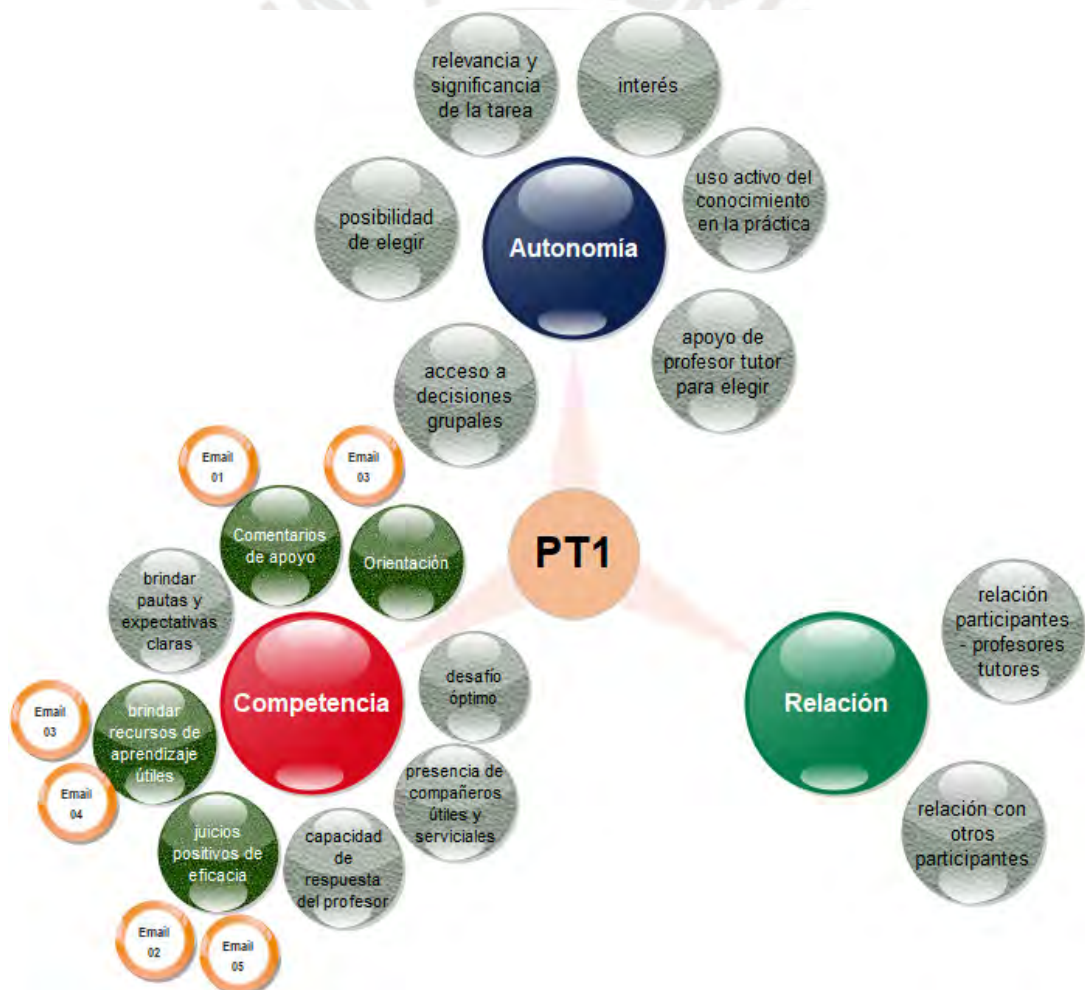 relevancia y
significancia
de la tarea
interés
uso activo del
conocimiento
en la práctica
posibilidad
de elegir
Autonomía
apoyo de
profesor tutor
para elegir
acceso a
decisiones
grupales
Email
01
Email
03
Comentarios
de apoyo
Orientación
PT1
brindar
pautas y
expectativas
claras
relación
participantes
- profesores
tutores
desafío
óptimo
Competencia
Relación
Email
03
brindar
recursos de
aprendizaje
útiles
Email
04
presencia de
compañeros
útiles y
serviciales
juicios
positivos de
eficacia
capacidad
de
respuesta
del profesor
relación con
otros
participantes
Email
02
Email
05